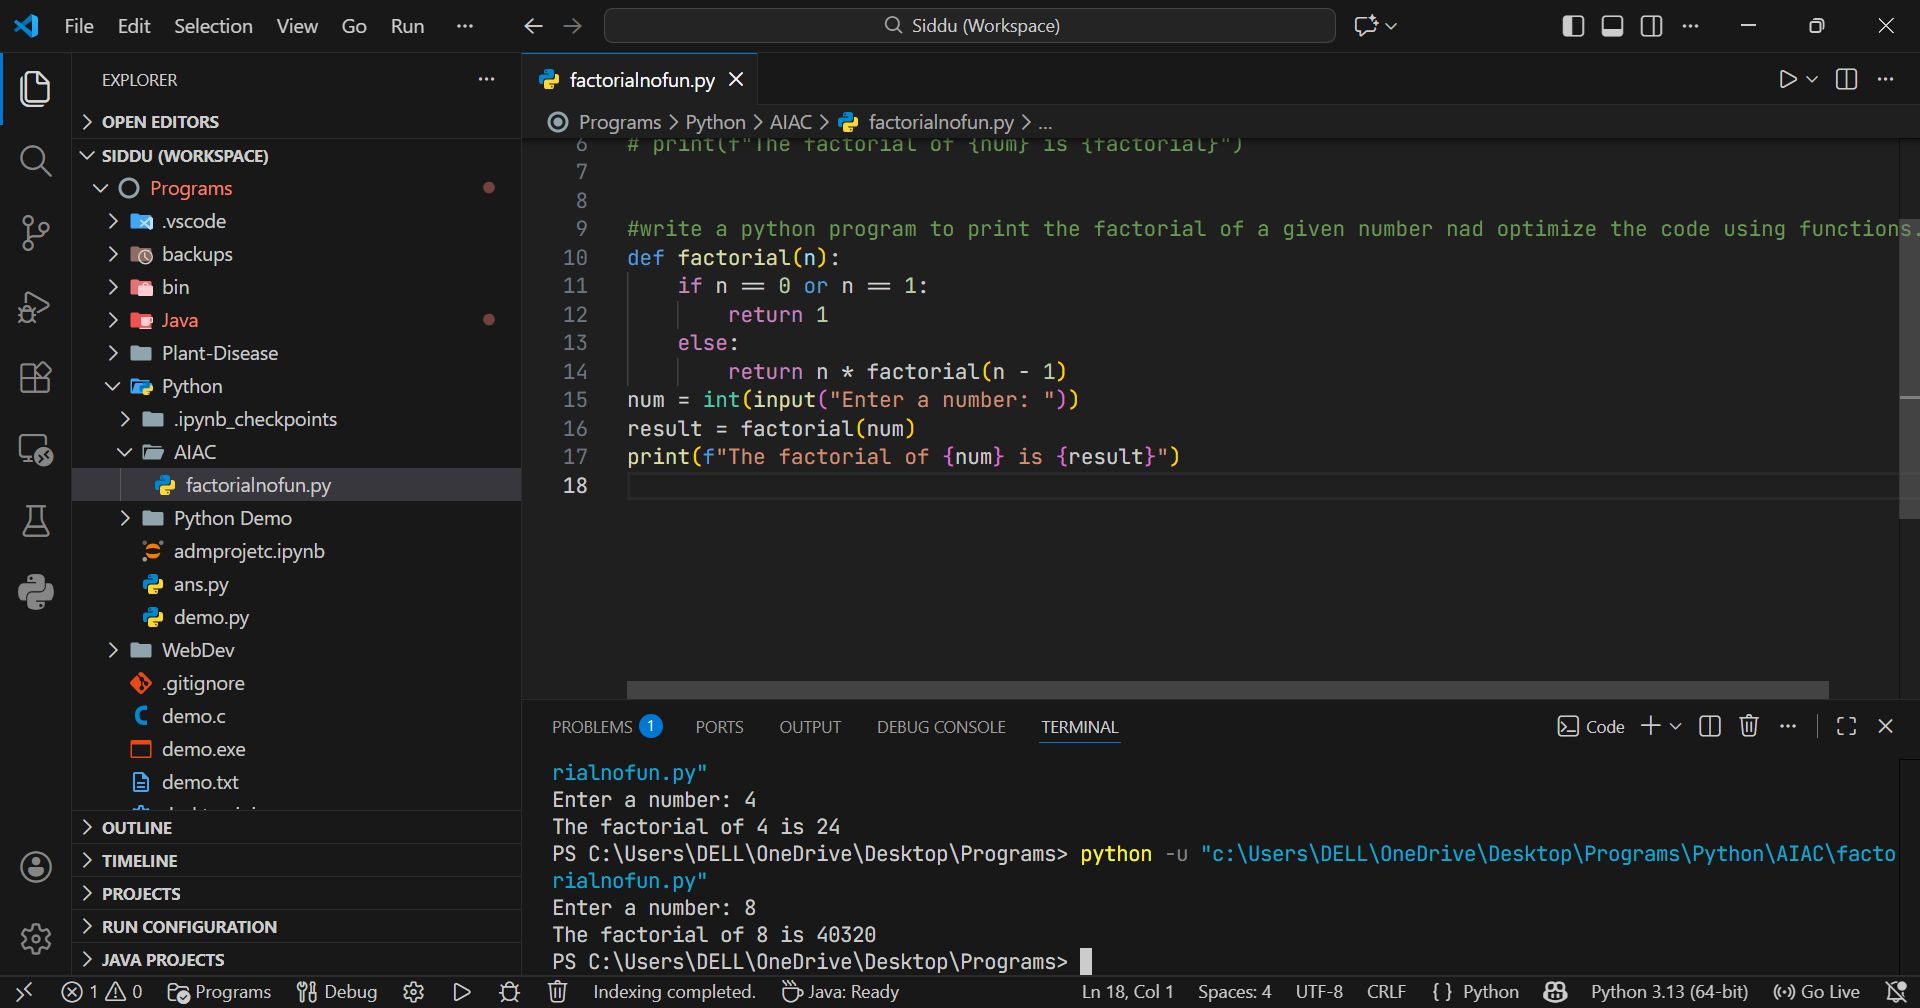 File Edit Selection View Go Run ···
Siddu (Workspace)
EXPLORER
OPEN EDITORS
SIDDU (WORKSPACE)
Programs
.vscode
backups
bin
Java
Plant-Disease
Python
.ipynb_checkpoints
AIAC
factorialnofun.py
Python Demo
admprojetc.ipynb
ans.py
demo.py
WebDev
.gitignore
demo.c
demo.exe
demo.txt
OUTLINE
TIMELINE
PROJECTS
RUN CONFIGURATION
JAVA PROJECTS
factorialnofun.py
Programs > Python > AIAC > factorialnofun.py > ...
6 # print(f"The factorial of {num} is {factorial}")
7
8
9 #write a python program to print the factorial of a given number nad optimize the code using functions.
10 def factorial(n):
11 if n == 0 or n == 1:
12 return 1
13 else:
14 return n * factorial(n - 1)
15 num = int(input("Enter a number: "))
16 result = factorial(num)
17 print(f"The factorial of {num} is {result}")
18
PROBLEMS 1 PORTS OUTPUT DEBUG CONSOLE TERMINAL
Code
rialnofun.py"
Enter a number: 4
The factorial of 4 is 24
PS C:\Users\DELL\OneDrive\Desktop\Programs> python -u "c:\Users\DELL\OneDrive\Desktop\Programs\Python\AIAC\facto
rialnofun.py"
Enter a number: 8
The factorial of 8 is 40320
PS C:\Users\DELL\OneDrive\Desktop\Programs>
1 0 Programs Debug Indexing completed. Java: Ready Ln 18, Col 1 Spaces: 4 UTF-8 CRLF { } Python Python 3.13 (64-bit) Go Live